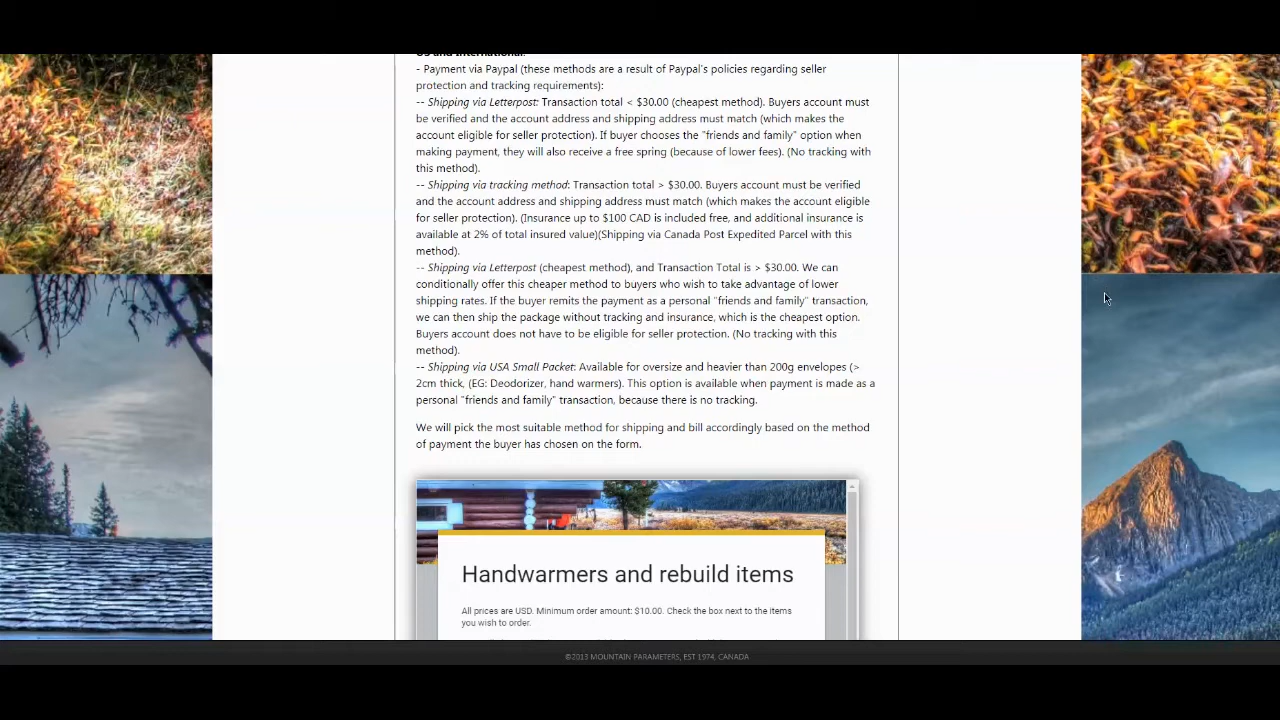 US and International:
- Payment via Paypal (these methods are a result of Paypal's policies regarding seller
protection and tracking requirements):
-- Shipping via Letterpost: Transaction total < $30.00 (cheapest method). Buyers account must
be verified and the account address and shipping address must match (which makes the
account eligible for seller protection). If buyer chooses the "friends and family" option when
making payment, they will also receive a free spring (because of lower fees). (No tracking with
this method).
-- Shipping via tracking method: Transaction total > $30.00. Buyers account must be verified
and the account address and shipping address must match (which makes the account eligible
for seller protection). (Insurance up to $100 CAD is included free, and additional insurance is
available at 2% of total insured value)(Shipping via Canada Post Expedited Parcel with this
method).
-- Shipping via Letterpost (cheapest method), and Transaction Total is > $30.00. We can
conditionally offer this cheaper method to buyers who wish to take advantage of lower
shipping rates. If the buyer remits the payment as a personal "friends and family" transaction,
we can then ship the package without tracking and insurance, which is the cheapest option.
Buyers account does not have to be eligible for seller protection. (No tracking with this
method).
-- Shipping via USA Small Packet: Available for oversize and heavier than 200g envelopes (>
2cm thick, (EG: Deodorizer, hand warmers). This option is available when payment is made as a
personal "friends and family" transaction, because there is no tracking.
We will pick the most suitable method for shipping and bill accordingly based on the method
of payment the buyer has chosen on the form.
Handwarmers and rebuild items
All prices are USD. Minimum order amount: $10.00. Check the box next to the items
you wish to order.
©2013 MOUNTAIN PARAMETERS, EST 1974, CANADA